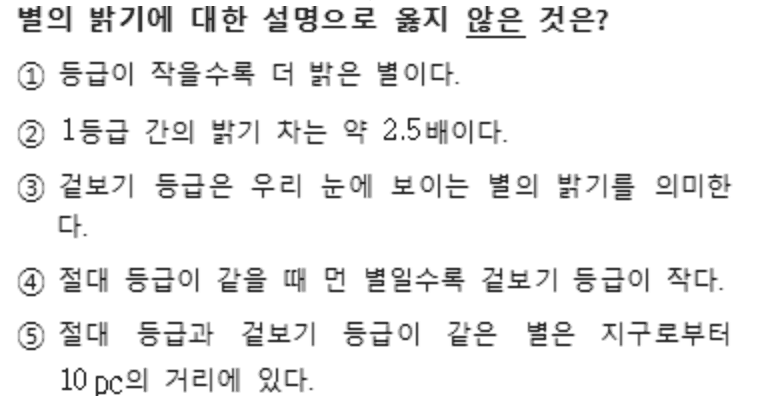 별의 밝기에 대한 설명으로 옳지 않은 것은?
① 등급이 작을수록 더 밝은 별이다.
② 1등급 간의 밝기 차는 약 2.5배이다.
③ 겉보기 등급은 우리 눈에 보이는 별의 밝기를 의미한
다.
④ 절대 등급이 같을 때 먼 별일수록 겉보기 등급이 작다.
⑤ 절대 등급과 겉보기 등급이 같은 별은 지구로부터
10 pc의 거리에 있다.